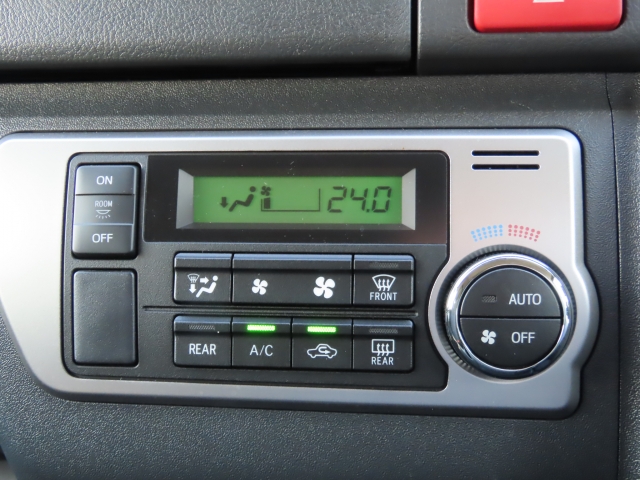 ON
ROOM
OFF
24.0
FRONT
AUTO
OFF
REAR
A/C
REAR